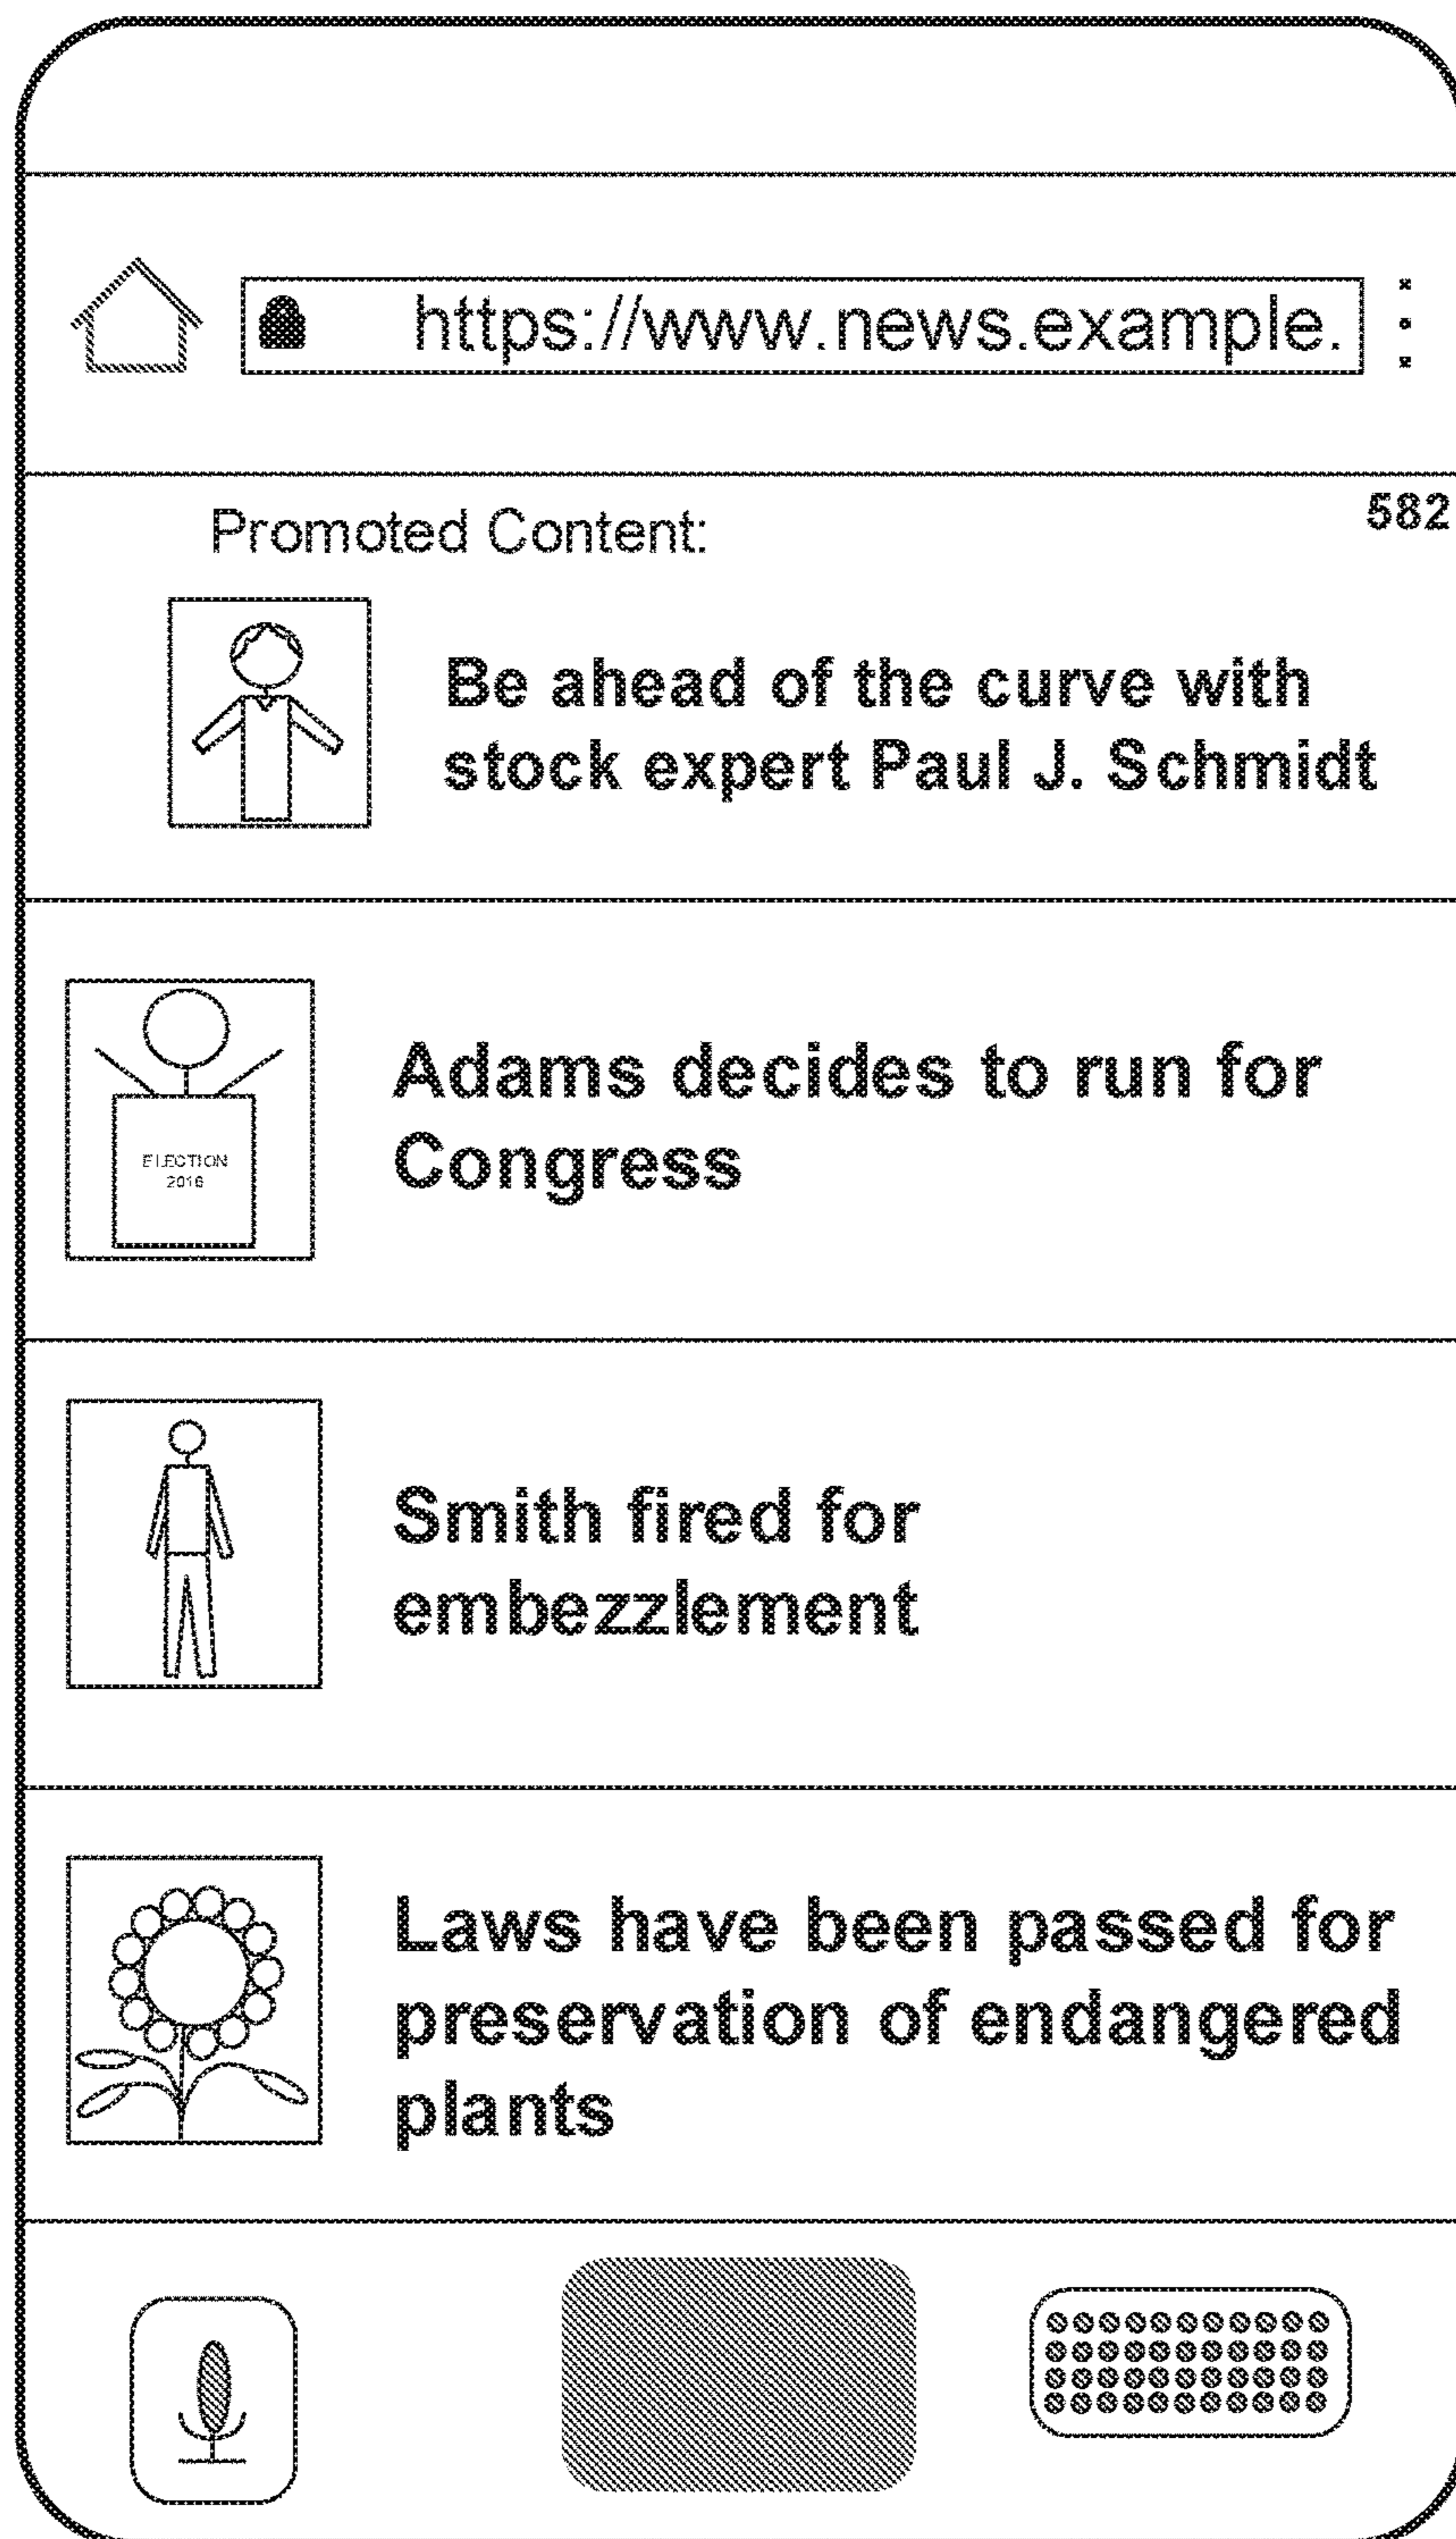 https://www.news.example.
Promoted Content:
582
Be ahead of the curve with
stock expert Paul J. Schmidt
Adams decides to run for
Congress
ELECTION
2016
Smith fired for
embezzlement
Laws have been passed for
preservation of endangered
plants